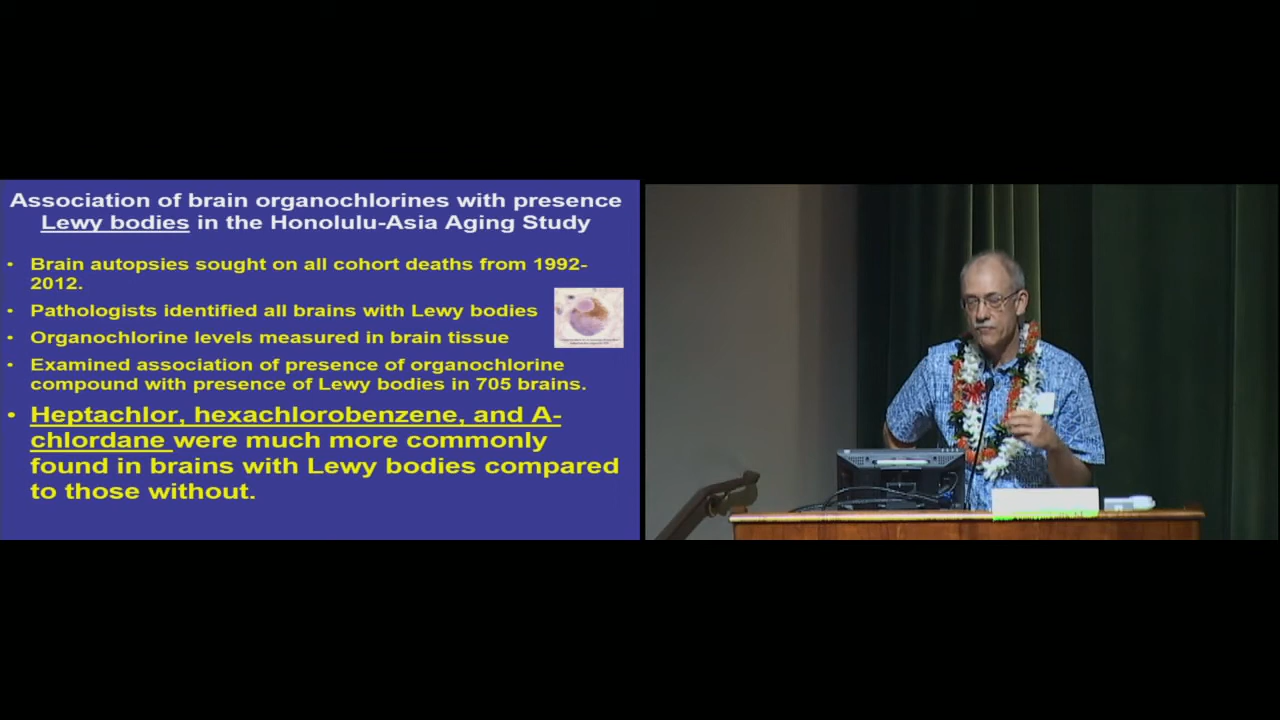 Association of brain organochlorines with presence
Lewy bodies in the Honolulu-Asia Aging Study
• Brain autopsies sought on all cohort deaths from 1992-
2012.
• Pathologists identified all brains with Lewy bodies
• Organochlorine levels measured in brain tissue
• Examined association of presence of organochlorine
compound with presence of Lewy bodies in 705 brains.
• Heptachlor, hexachlorobenzene, and A-
chlordane were much more commonly
found in brains with Lewy bodies compared
to those without.